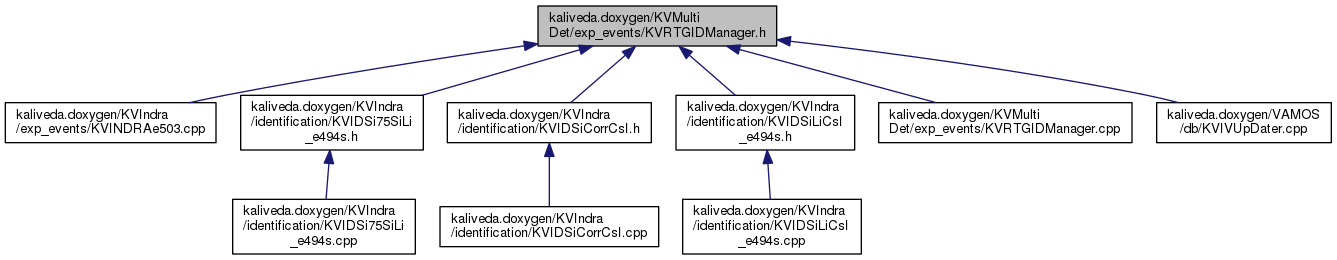 kaliveda.doxygen/KVMulti
Det/exp_events/KVRTGIDManager.h
kaliveda.doxygen/KVIndra
/exp_events/KVINDRAe503.cpp
kaliveda.doxygen/KVIndra
/identification/KVIDSi75SiLi
_e494s.h
kaliveda.doxygen/KVIndra
/identification/KVIDSiCorrCsI.h
kaliveda.doxygen/KVIndra
/identification/KVIDSiLiCsI
_e494s.h
kaliveda.doxygen/KVMulti
Det/exp_events/KVRTGIDManager.cpp
kaliveda.doxygen/VAMOS
/db/KVIVUpDater.cpp
kaliveda.doxygen/KVIndra
/identification/KVIDSi75SiLi
_e494s.cpp
kaliveda.doxygen/KVIndra
/identification/KVIDSiCorrCsI.cpp
kaliveda.doxygen/KVIndra
/identification/KVIDSiLiCsI
_e494s.cpp